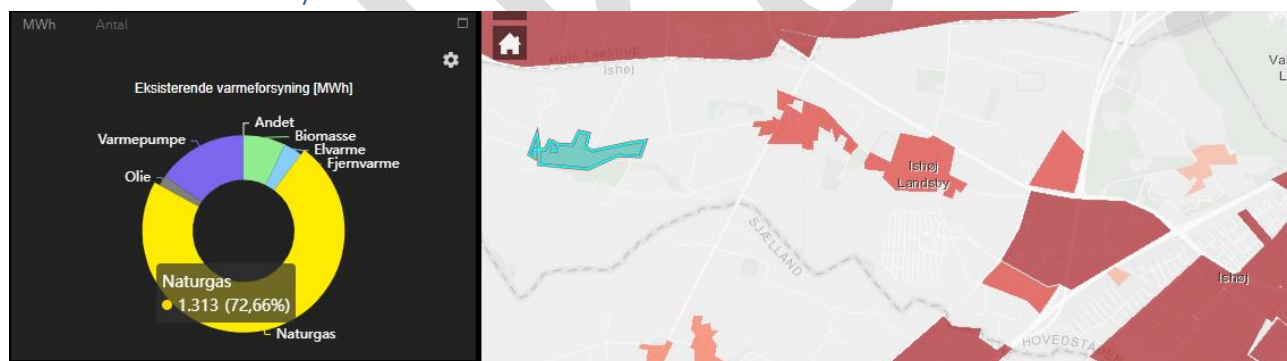 MWh
Antal
Eksisterende varmeforsyning [MWh]
Andet
Biomasse
Elvarme
Fjernvarme
Varmepumpe
Olie
Naturgas
1.313 (72,66%)
Naturgas
Ishøj
Ishøj
Landsby
SJÆLLAND
Ishøj